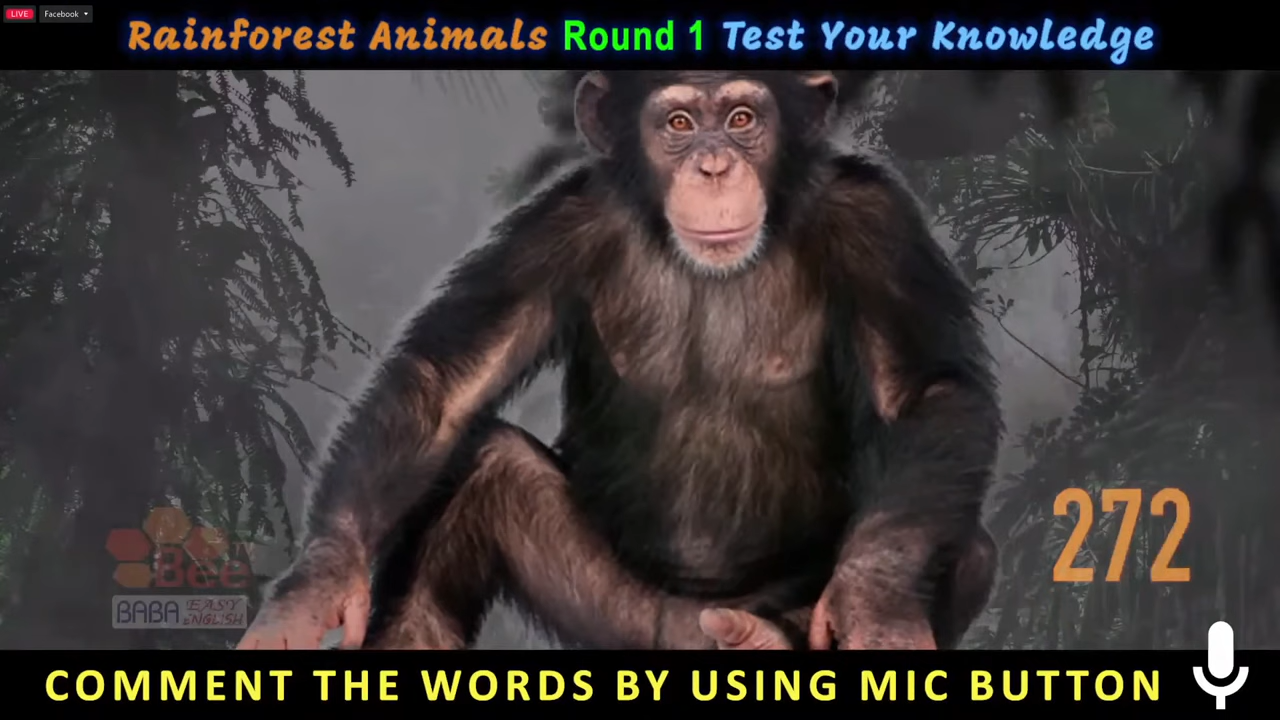 LIVE Facebook
Rainforest Animals Round 1 Test Your Knowledge
272
Bee
BABA EASY ENGLISH
COMMENT THE WORDS BY USING MIC BUTTON